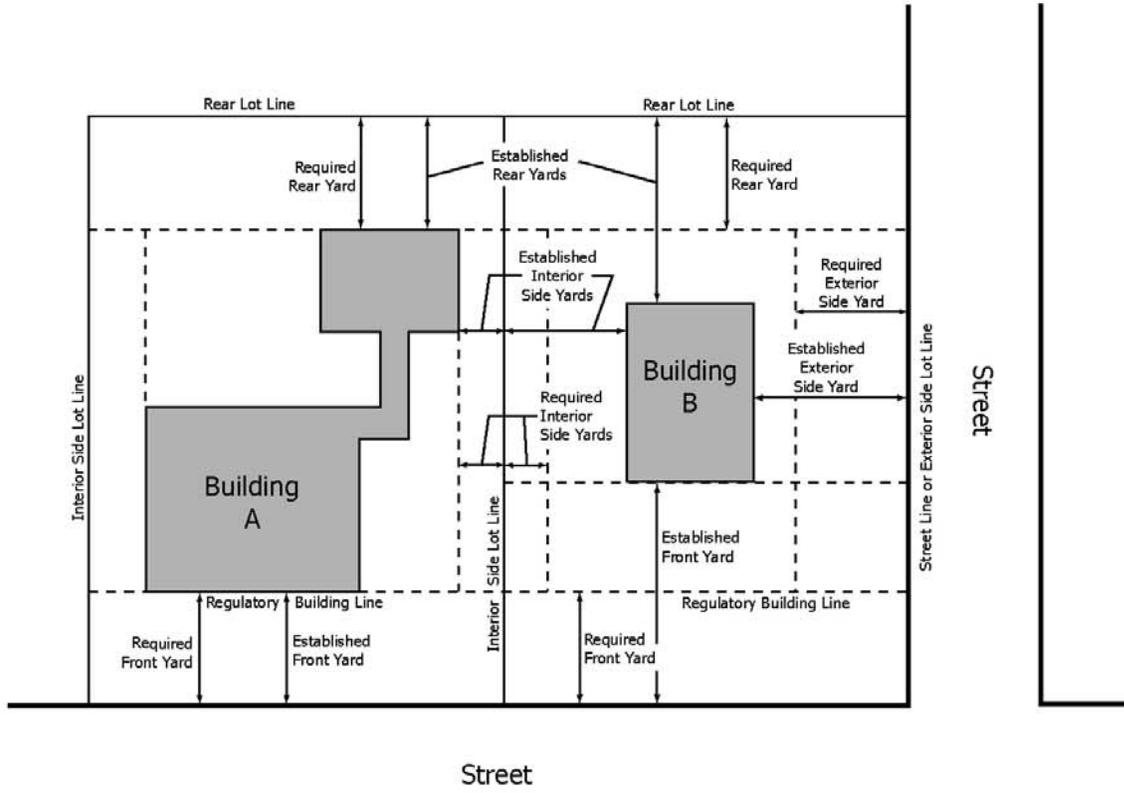 Rear Lot Line
Rear Lot Line
Required
Rear Yard
Established
Rear Yards
Required
Rear Yard
Established
Interior
Side Yards
Required
Exterior
Side Yard
Building
B
Established
Exterior
Side Yard
Required
Interior
Side Yards
Interior Side Lot Line
Building
A
Interior Side Lot Line
Established
Front Yard
Street Line or Exterior Side Lot Line
Street
Regulatory Building Line
Regulatory Building Line
Required
Front Yard
Established
Front Yard
Required
Front Yard
Street